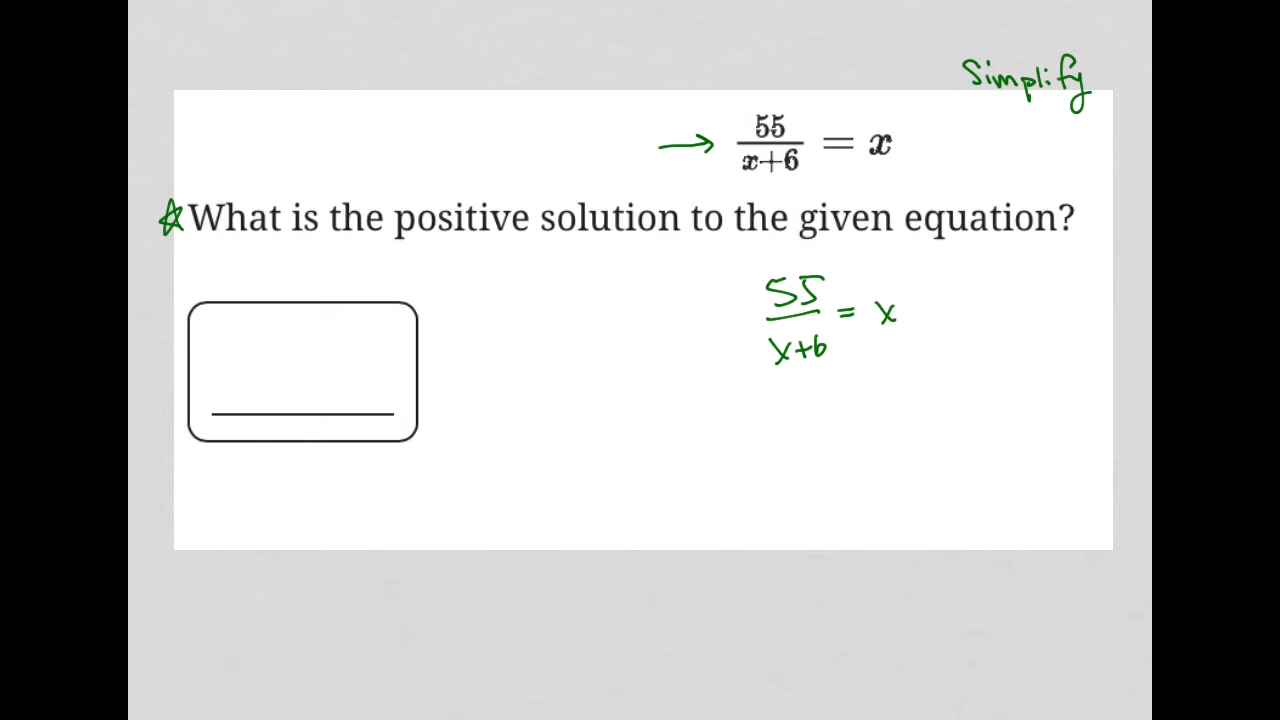 Simplify
→ 55/(x+6) = x
☆What is the positive solution to the given equation?
55/(x+6) = x